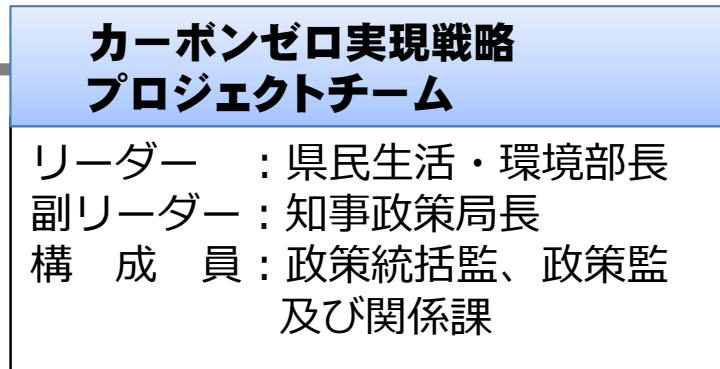 カーボンゼロ実現戦略
プロジェクトチーム
リーダー　：県民生活・環境部長
副リーダー：知事政策局長
構　成　員：政策統括監、政策監
及び関係課